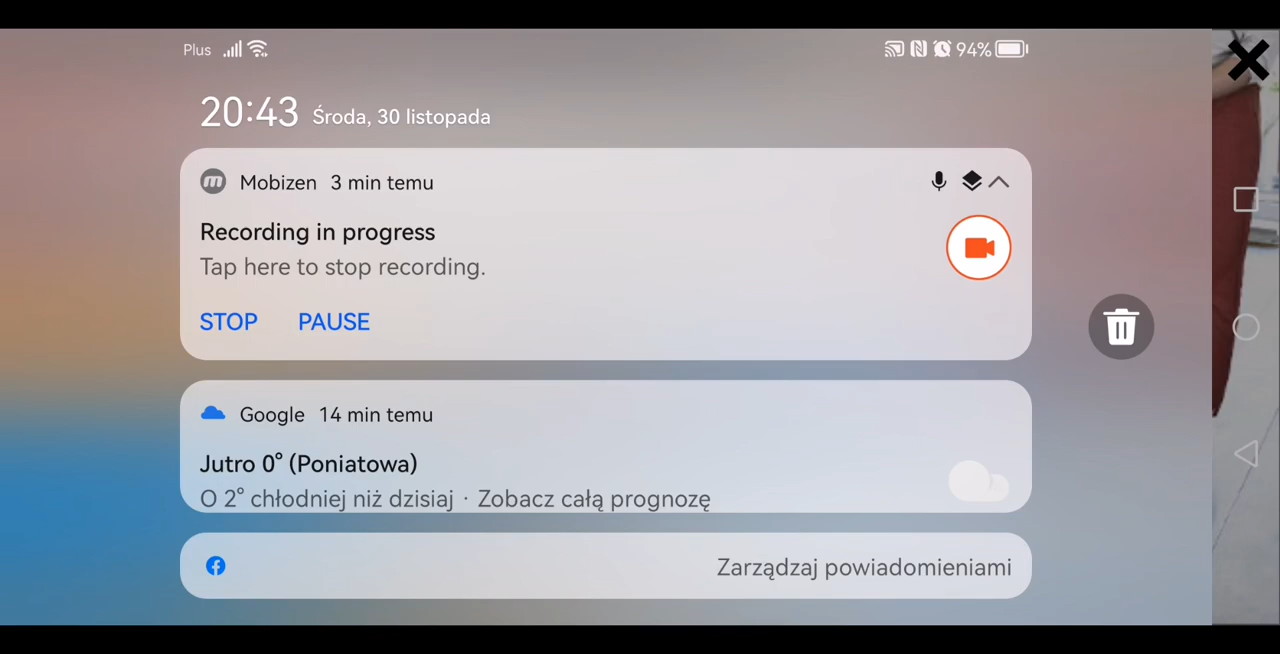 Plus 94%
20:43 Środa, 30 listopada
Mobizen 3 min temu
Recording in progress
Tap here to stop recording.
STOP PAUSE
Google 14 min temu
Jutro 0° (Poniatowa)
O 2° chłodniej niż dzisiaj · Zobacz całą prognozę
Zarządzaj powiadomieniami